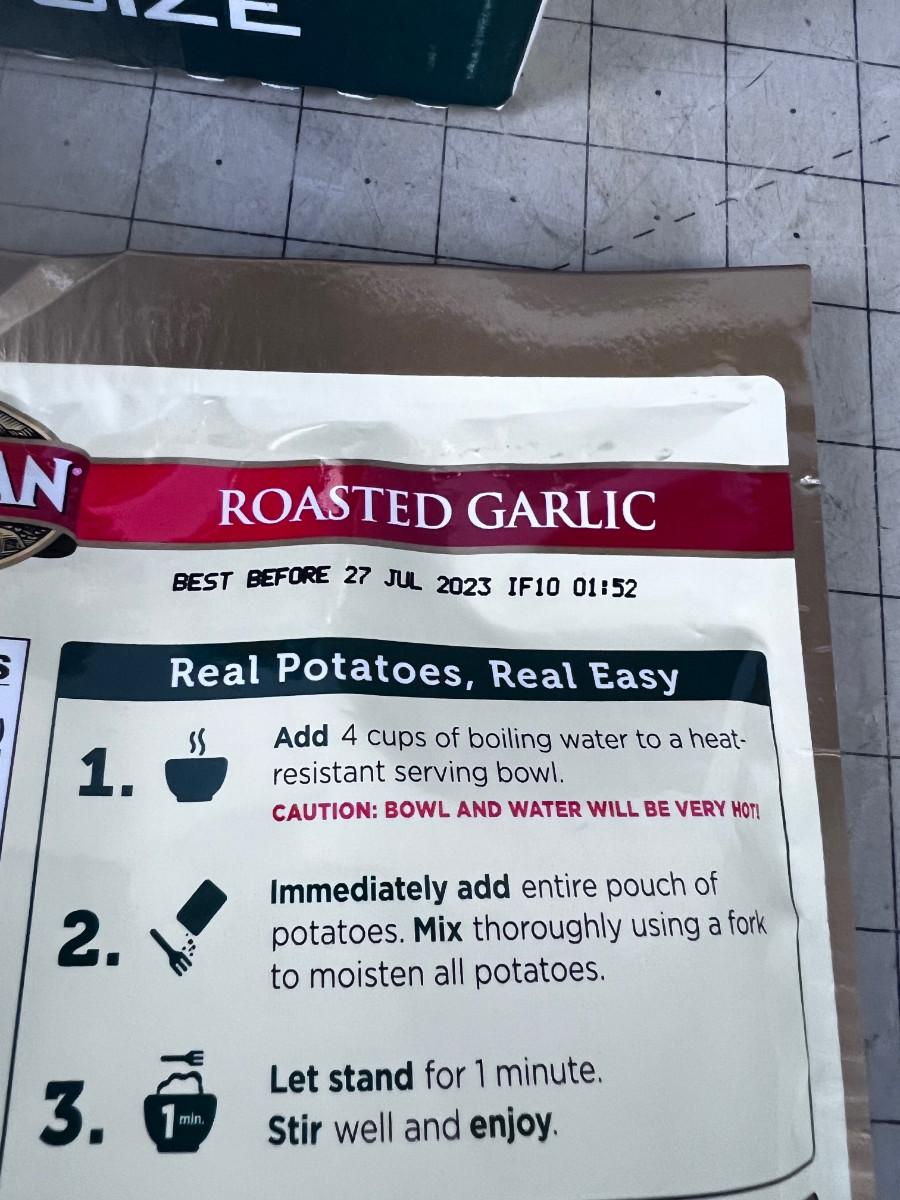 SIZE
AN®
ROASTED GARLIC
BEST BEFORE 27 JUL 2023 IF10 01:52
S
Real Potatoes, Real Easy
1.
Add 4 cups of boiling water to a heat-
resistant serving bowl.
CAUTION: BOWL AND WATER WILL BE VERY HOT!
2.
Immediately add entire pouch of
potatoes. Mix thoroughly using a fork
to moisten all potatoes.
3.
1 min.
Let stand for 1 minute.
Stir well and enjoy.